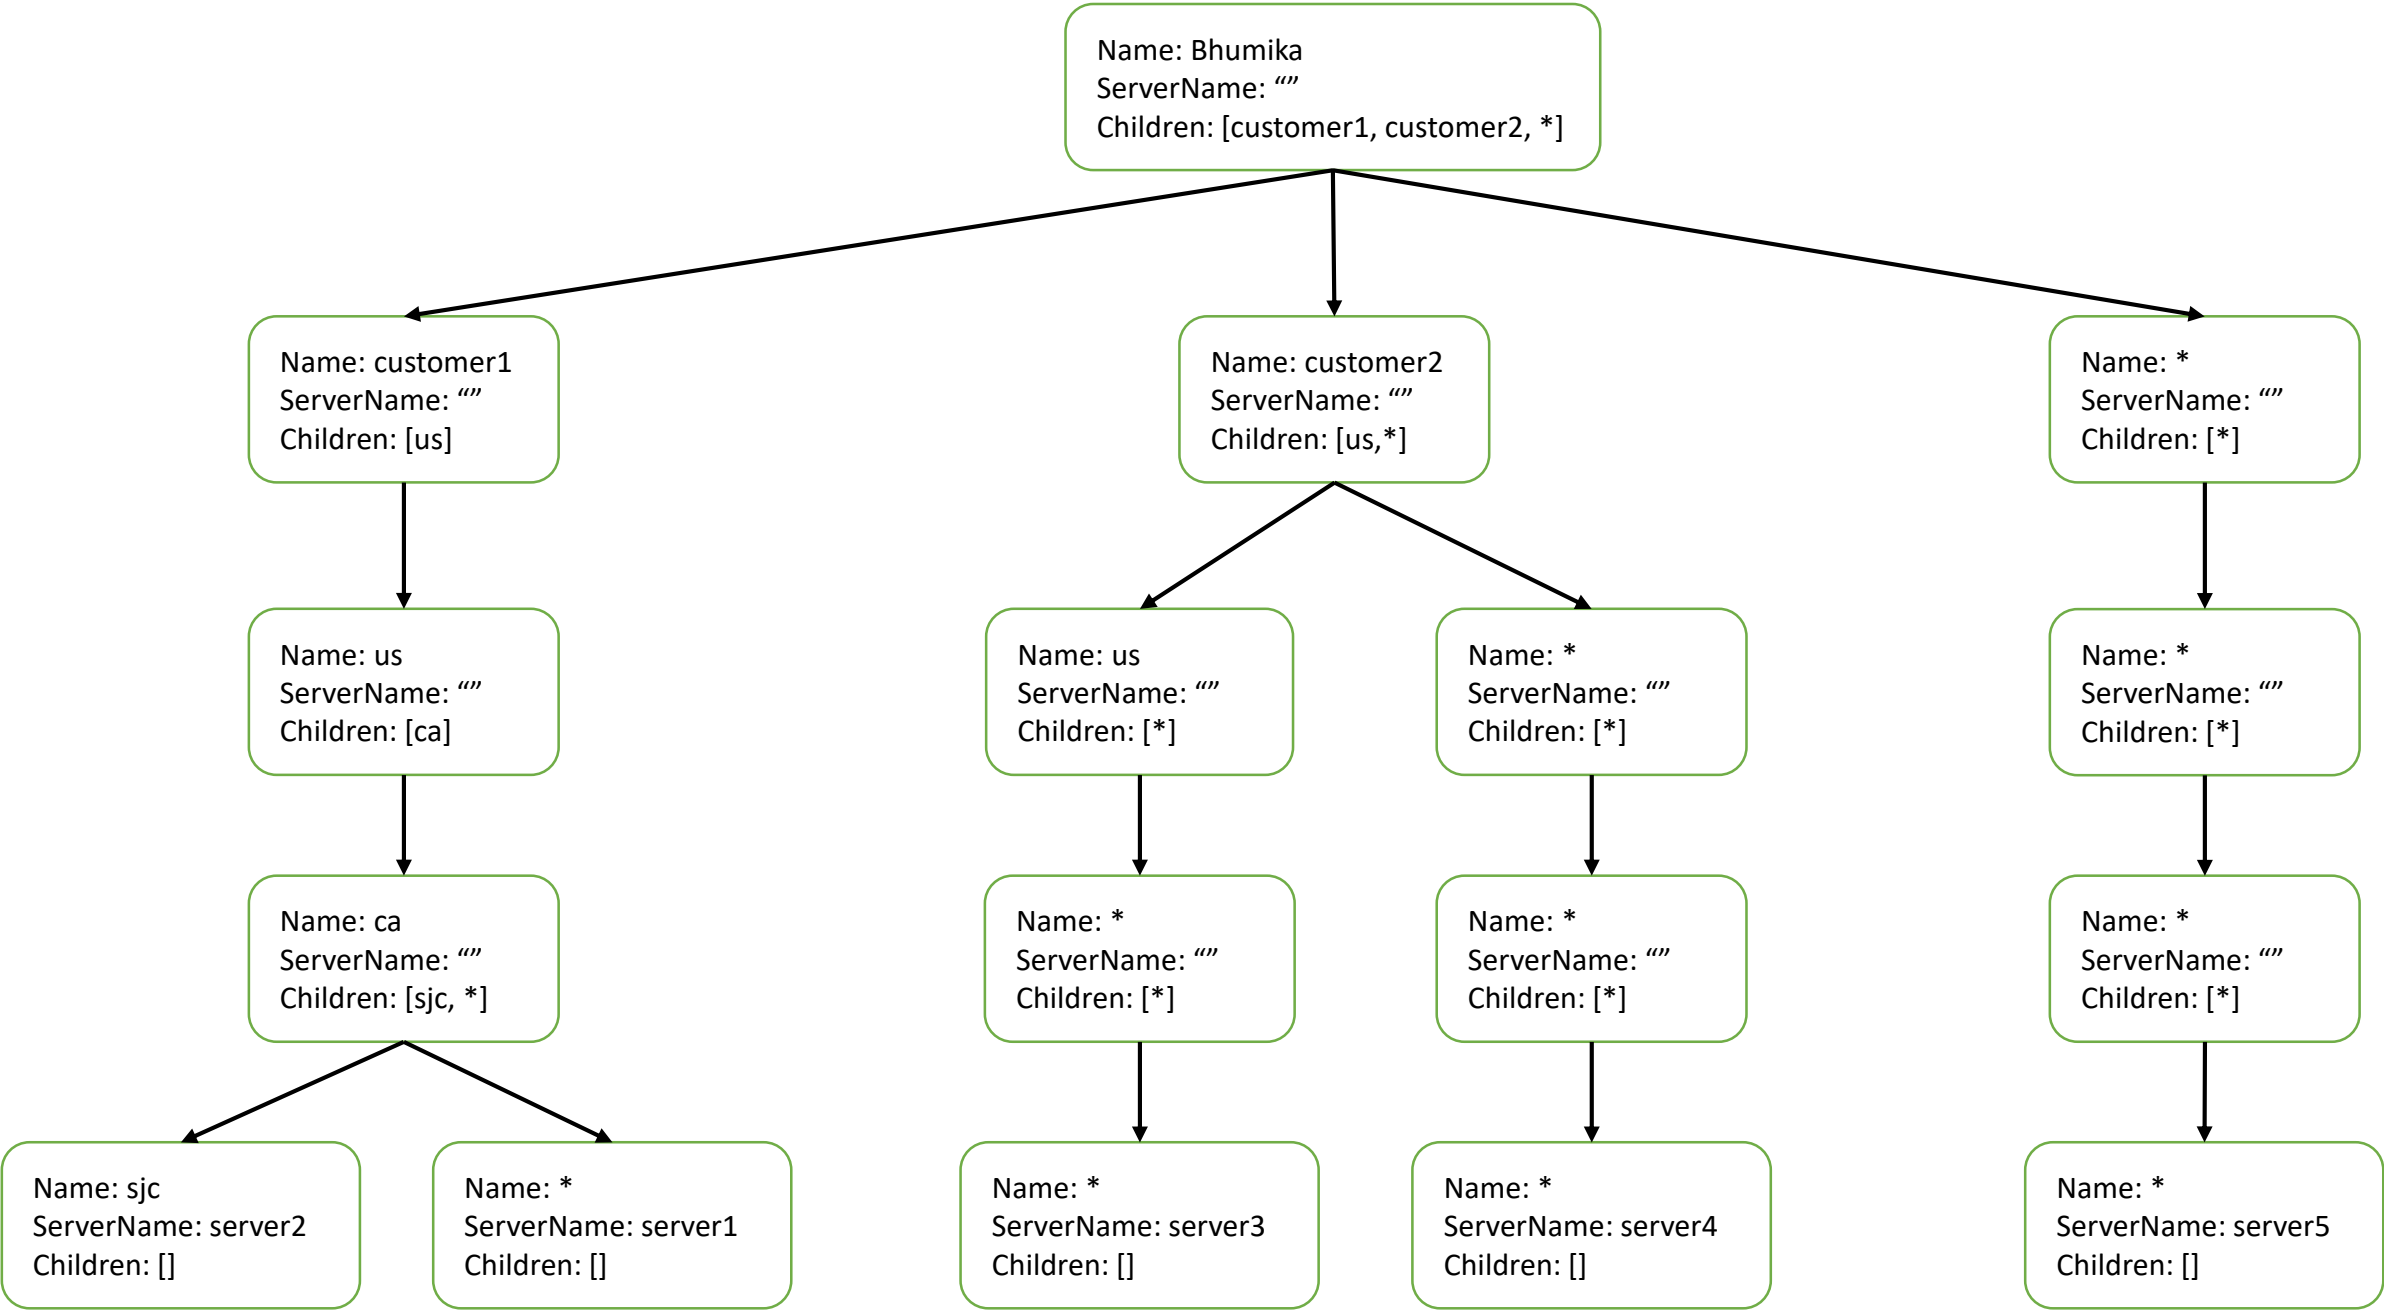 Name: Bhumika
ServerName: “”
Children: [customer1, customer2, *]
Name: customer1
ServerName: “”
Children: [us]
Name: customer2
ServerName: “”
Children: [us,*]
Name: *
ServerName: “”
Children: [*]
Name: us
ServerName: “”
Children: [ca]
Name: us
ServerName: “”
Children: [*]
Name: *
ServerName: “”
Children: [*]
Name: *
ServerName: “”
Children: [*]
Name: ca
ServerName: “”
Children: [sjc, *]
Name: *
ServerName: “”
Children: [*]
Name: *
ServerName: “”
Children: [*]
Name: *
ServerName: “”
Children: [*]
Name: sjc
ServerName: server2
Children: []
Name: *
ServerName: server1
Children: []
Name: *
ServerName: server3
Children: []
Name: *
ServerName: server4
Children: []
Name: *
ServerName: server5
Children: []